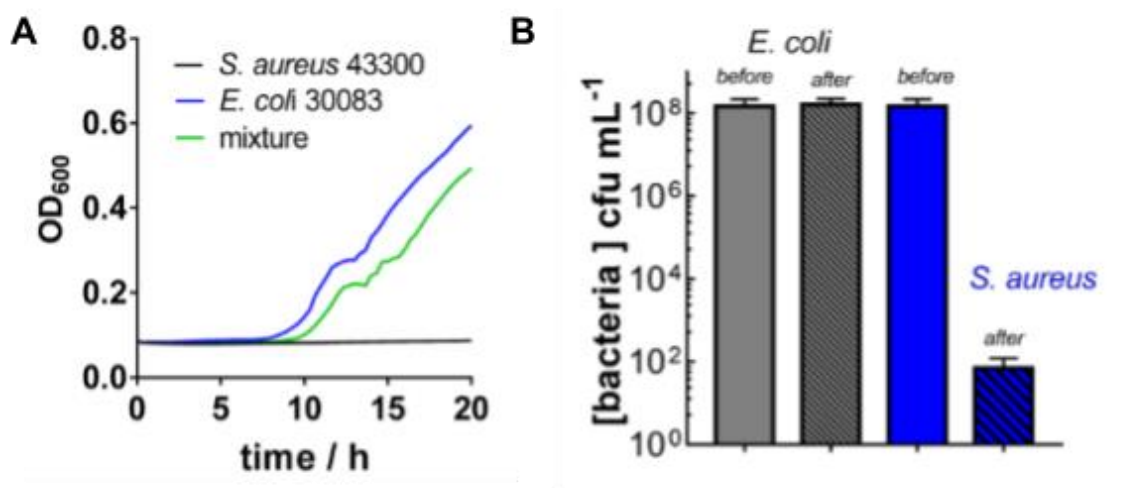 A
0.8
0.6
0.4
0.2
0.0
OD600
S. aureus 43300
E. coli 30083
mixture
0 5 10 15 20
time / h
B
E. coli
before after before
[bacteria ] cfu mL-1
10⁸
10⁶
10⁴
10²
10⁰
S. aureus
after